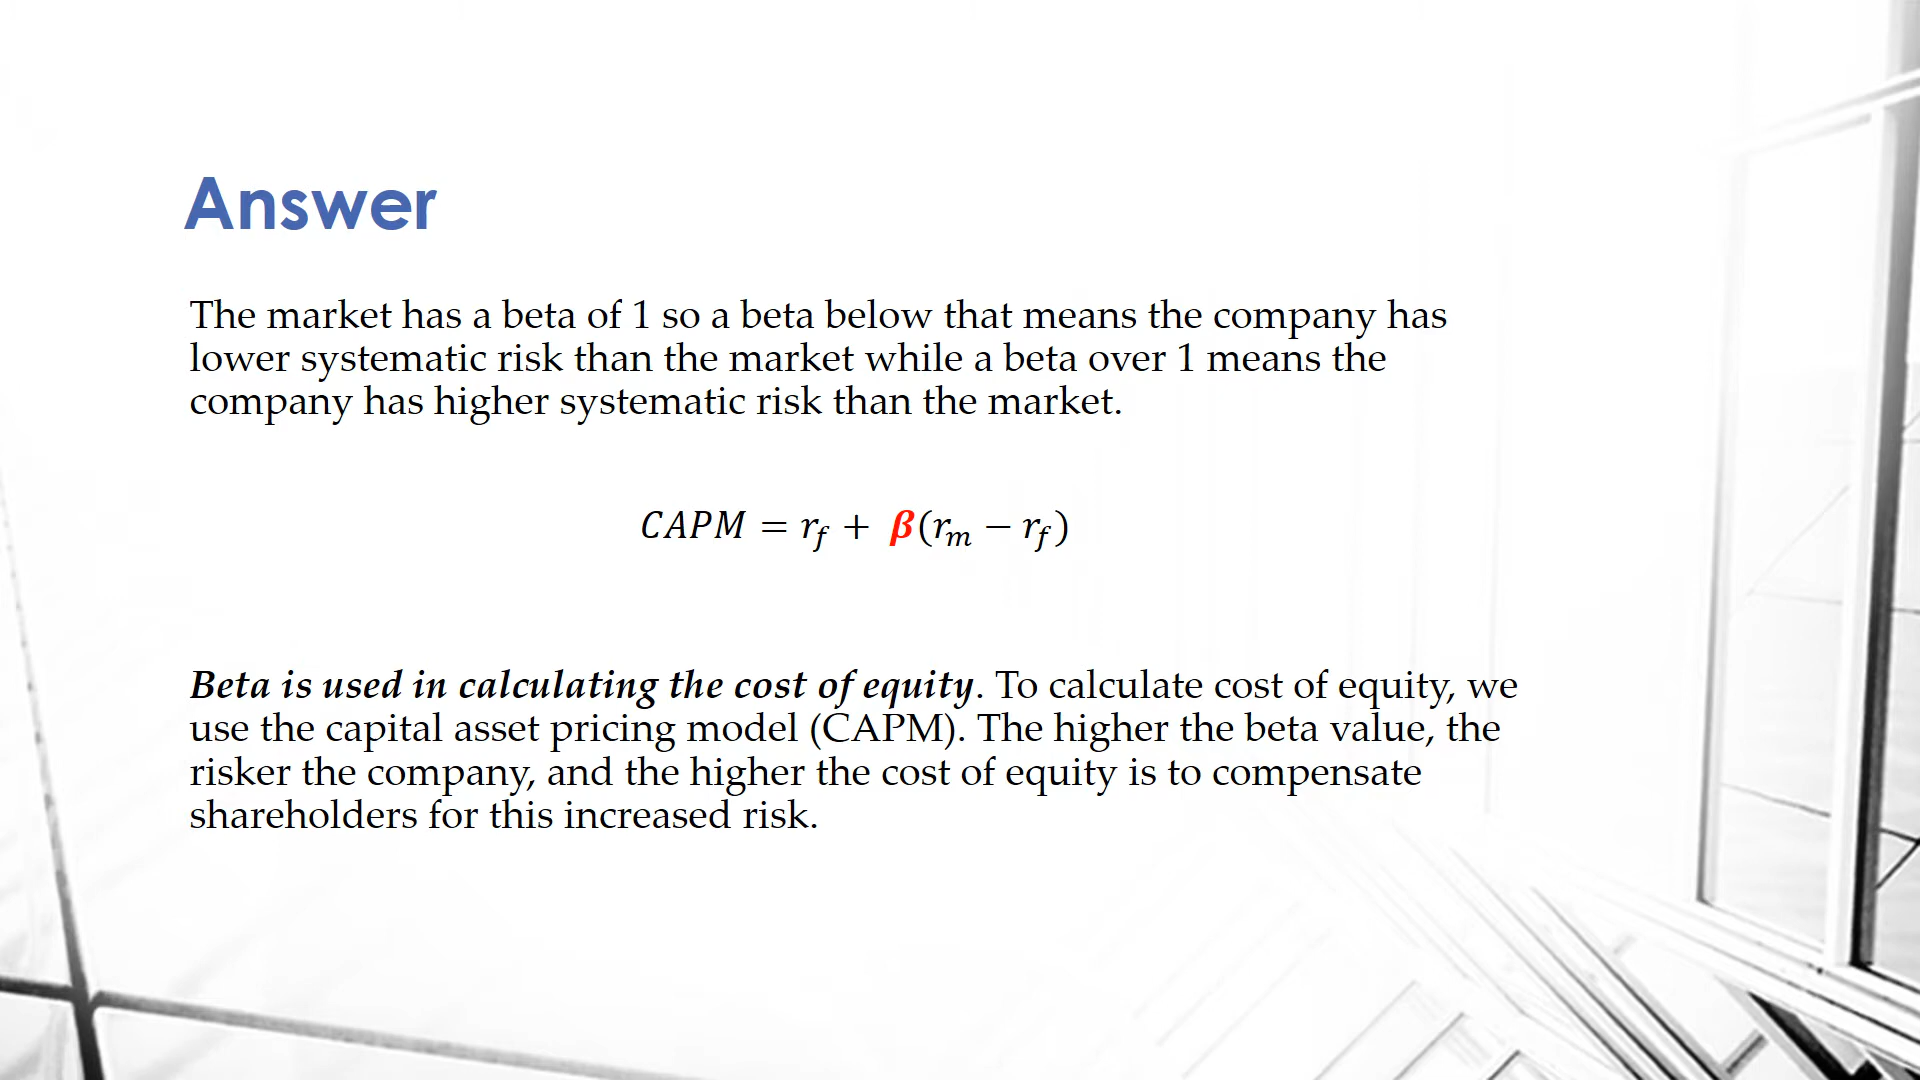 Answer
The market has a beta of 1 so a beta below that means the company has
lower systematic risk than the market while a beta over 1 means the
company has higher systematic risk than the market.
CAPM = r_f + β(r_m − r_f)
Beta is used in calculating the cost of equity. To calculate cost of equity, we
use the capital asset pricing model (CAPM). The higher the beta value, the
risker the company, and the higher the cost of equity is to compensate
shareholders for this increased risk.